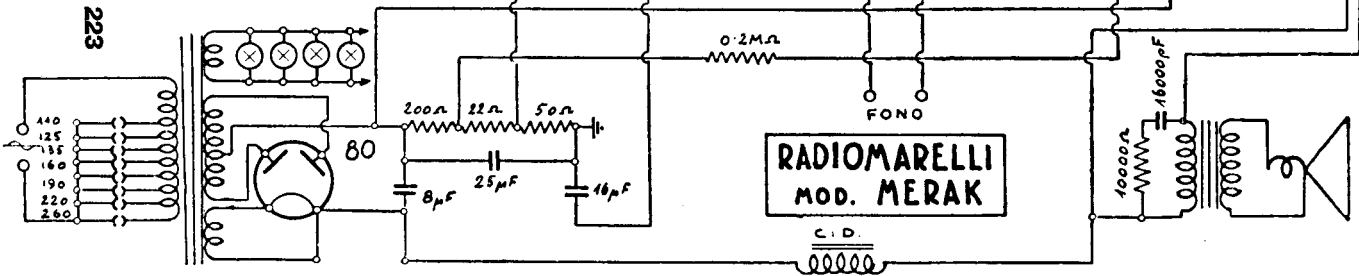 223
110
125
135
160
190
220
260
80
200Ω
22Ω
50Ω
25µF
8µF
16µF
0.2MΩ
FONO
RADIOMARELLI
MOD. MERAK
C.D.
16000pF
10000Ω